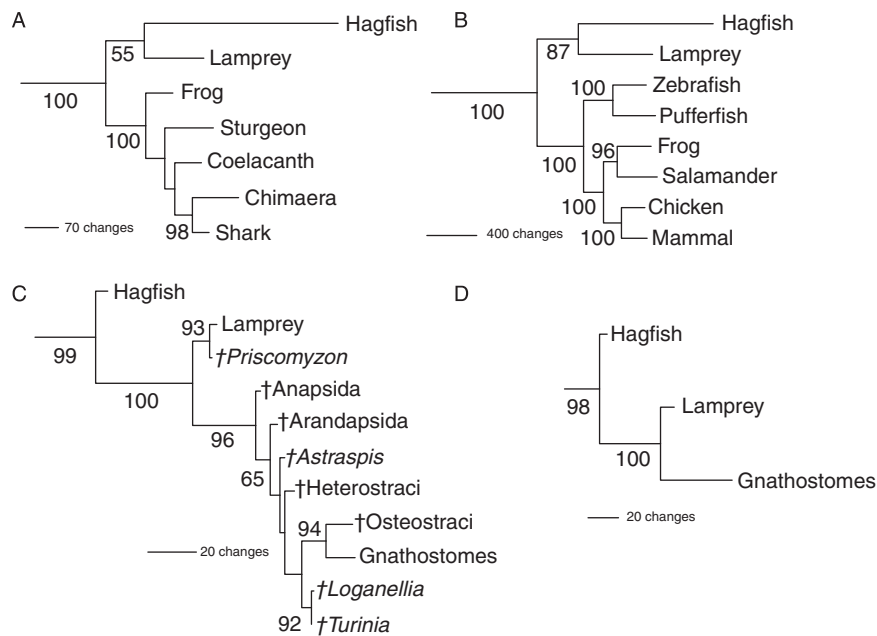 A
Hagfish
55
Lamprey
100
Frog
100
Sturgeon
Coelacanth
Chimaera
98
Shark
70 changes
B
Hagfish
87
Lamprey
100
100
Zebrafish
Pufferfish
100
96
Frog
Salamander
100
Chicken
100
Mammal
400 changes
C
Hagfish
99
93
Lamprey
†Priscomyzon
100
†Anapsida
96
†Arandapsida
65
†Astraspis
†Heterostraci
94
†Osteostraci
Gnathostomes
†Loganellia
92
†Turinia
20 changes
D
Hagfish
98
Lamprey
100
Gnathostomes
20 changes